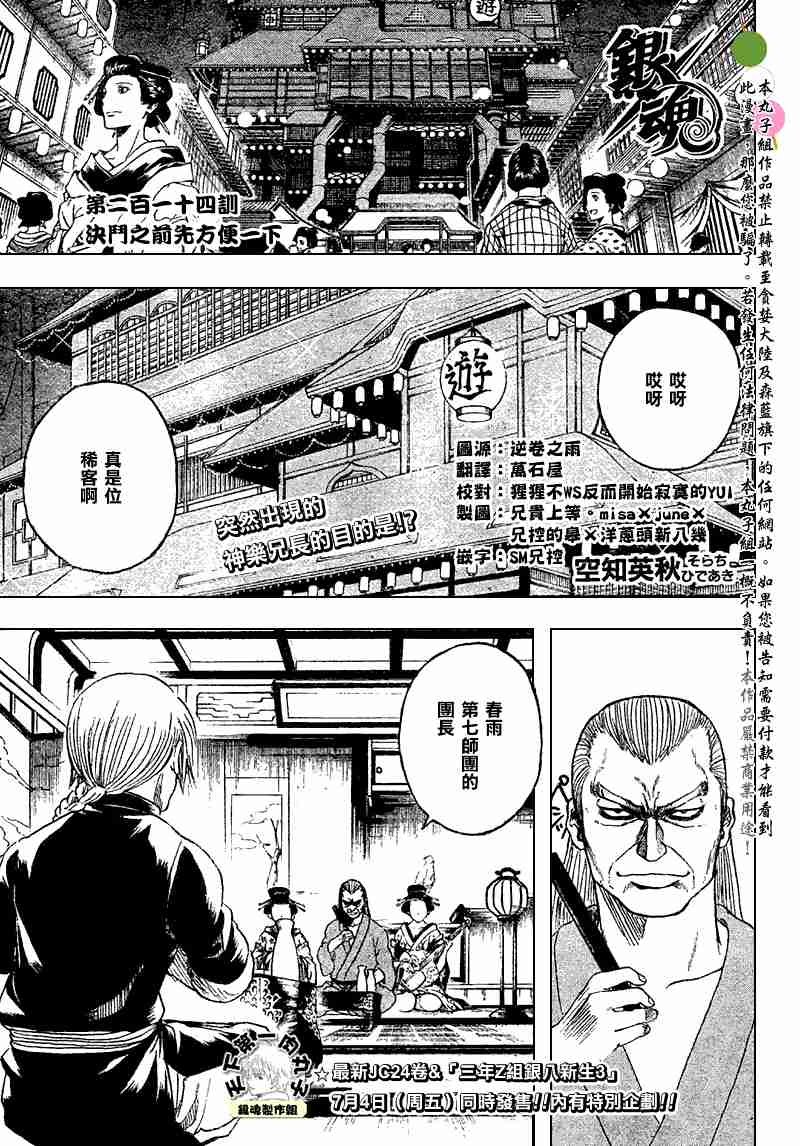 銀魂
遊
第二百一十四訓
決鬥之前先方便一下
哎呀
哎呀
遊
真是位
稀客啊
圖源：逆卷之雨
翻譯：萬石屋
校對：猩猩不WS反而開始寂寞的YUI
製圖：兄貴上等。misa×june×
兄控的學×洋蔥頭新八幾
嵌字：SM兄控
突然出現的
神樂兄長的目的是!?
空知英秋
そらち
ひであき
本丸子組作品禁止轉載至貪婪大陸及森藍旗下的任何網站。如果您被告知需要付款才能看到
此漫畫，那麼您被騙了。若發生任何法律問題，本丸子組一概不負責！本作品嚴禁商業用途！
春雨
第七師團的
團長
☆最新JC24卷&「三年Z組銀八新生3」
7月4日【(周五)】同時發售!!內有特別企劃!!
銀魂製作組